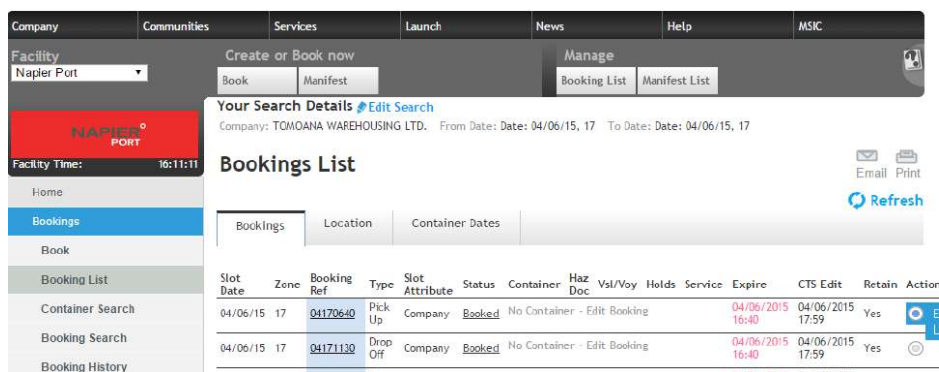 Company Communities Services Launch News Help MSIC
Facility Create or Book now Manage
Napier Port Book Manifest Booking List Manifest List
Your Search Details Edit Search
Company: TOMOANA WAREHOUSING LTD. From Date: Date: 04/06/15, 17 To Date: Date: 04/06/15, 17
NAPIER
PORT
Facility Time: 16:11:11
Bookings List
Email Print
Refresh
Home
Bookings
Book
Booking List
Container Search
Booking Search
Booking History
Bookings Location Container Dates
Slot Date Zone Booking Ref Type Slot Attribute Status Container Haz Doc Vsl/Voy Holds Service Expire CTS Edit Retain Action
04/06/15 17 04170640 Pick Up Company Booked No Container - Edit Booking 04/06/2015 16:40 04/06/2015 17:59 Yes
04/06/15 17 04171130 Drop Off Company Booked No Container - Edit Booking 04/06/2015 16:40 04/06/2015 17:59 Yes